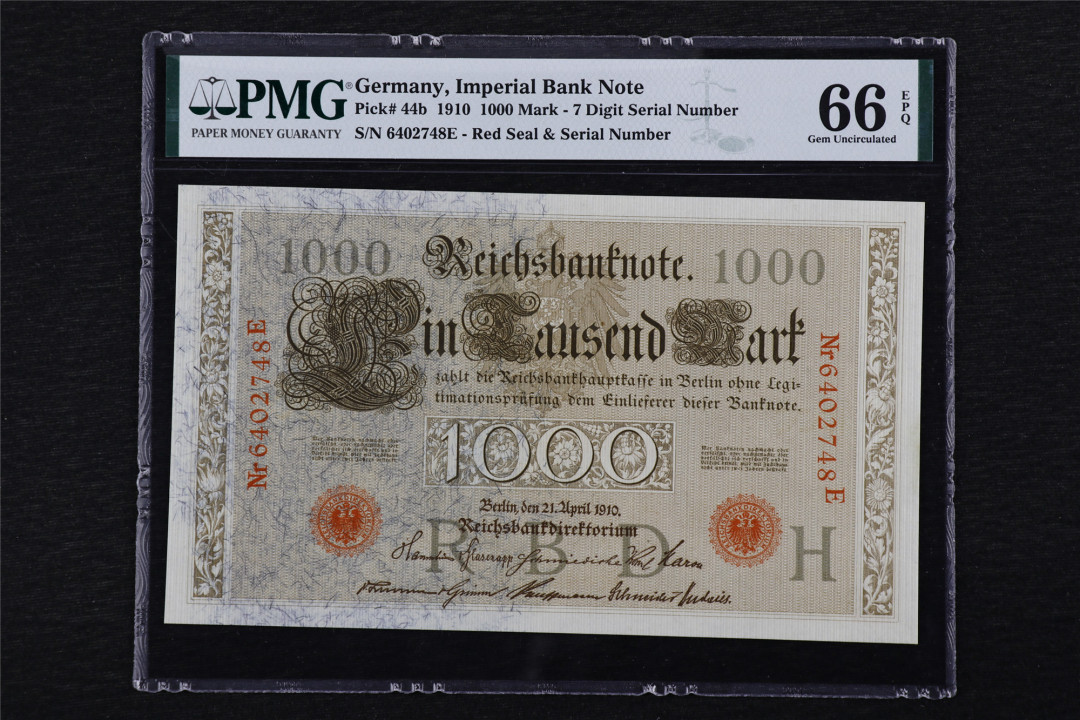 PMG®
PAPER MONEY GUARANTY
Germany, Imperial Bank Note
Pick# 44b 1910 1000 Mark - 7 Digit Serial Number
S/N 6402748E - Red Seal & Serial Number
66
EPQ
Gem Uncirculated
1000 Reichsbanknote. 1000
Ein Tausend Mark
zahlt die Reichsbankhauptkasse in Berlin ohne Legi-
timationsprüfung dem Einlieferer dieser Banknote.
Nr 6402748E
Nr 6402748E
1000
Berlin, den 21. April 1910.
Reichsbankdirektorium
R B D H